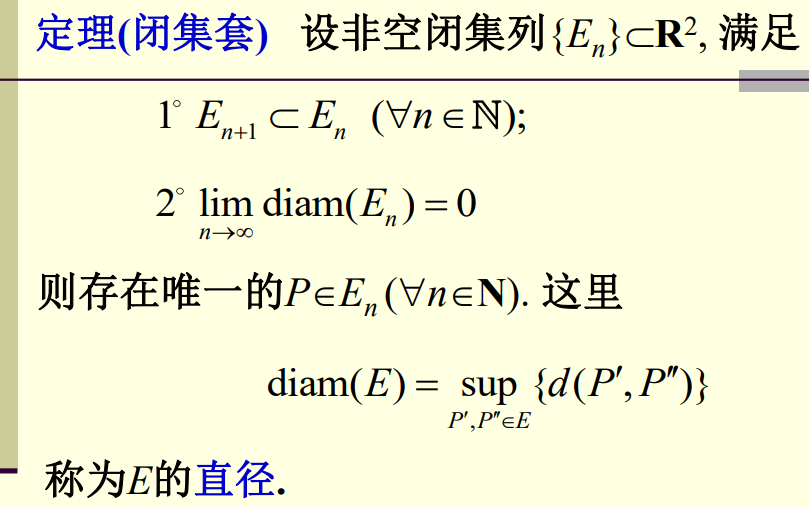 定理(闭集套) 设非空闭集列{Eₙ}⊂R², 满足
1° Eₙ₊₁ ⊂ Eₙ (∀n∈ℕ);
2° lim diam(Eₙ) = 0
n→∞
则存在唯一的P∈Eₙ(∀n∈N). 这里
diam(E) = sup {d(P′, P″)}
P′,P″∈E
称为E的直径.